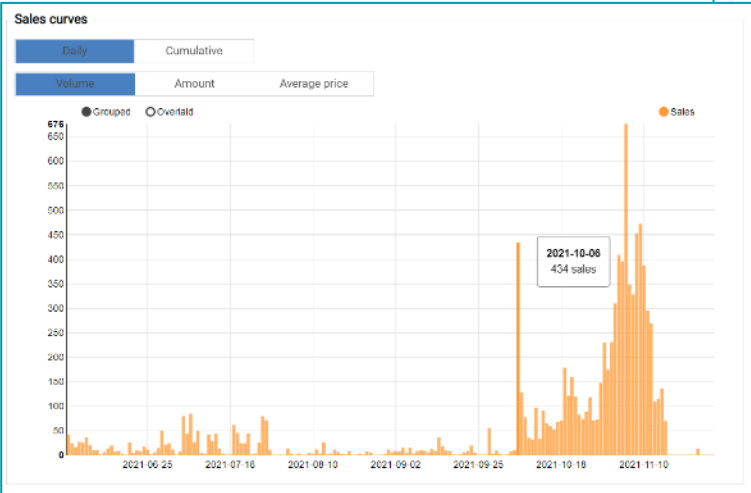 Sales curves
Daily Cumulative
Volume Amount Average price
Grouped Overlaid Sales
676
650
600
550
500
450
400
350
300
250
200
150
100
50
0
2021-10-06
434 sales
2021-06-25 2021-07-18 2021-08-10 2021-09-02 2021-09-25 2021-10-18 2021-11-10